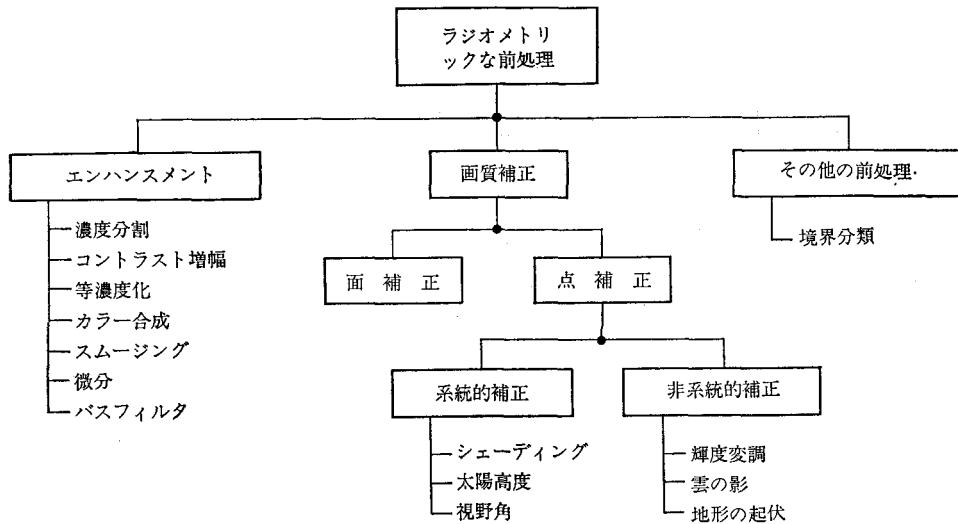 ラジオメトリ
ックな前処理
エンハンスメント
画質補正
その他の前処理
濃度分割
コントラスト増幅
等濃度化
カラー合成
スムージング
微分
バスフィルタ
境界分類
面 補 正
点 補 正
系統的補正
非系統的補正
シェーディング
太陽高度
視野角
輝度変調
雲の影
地形の起伏